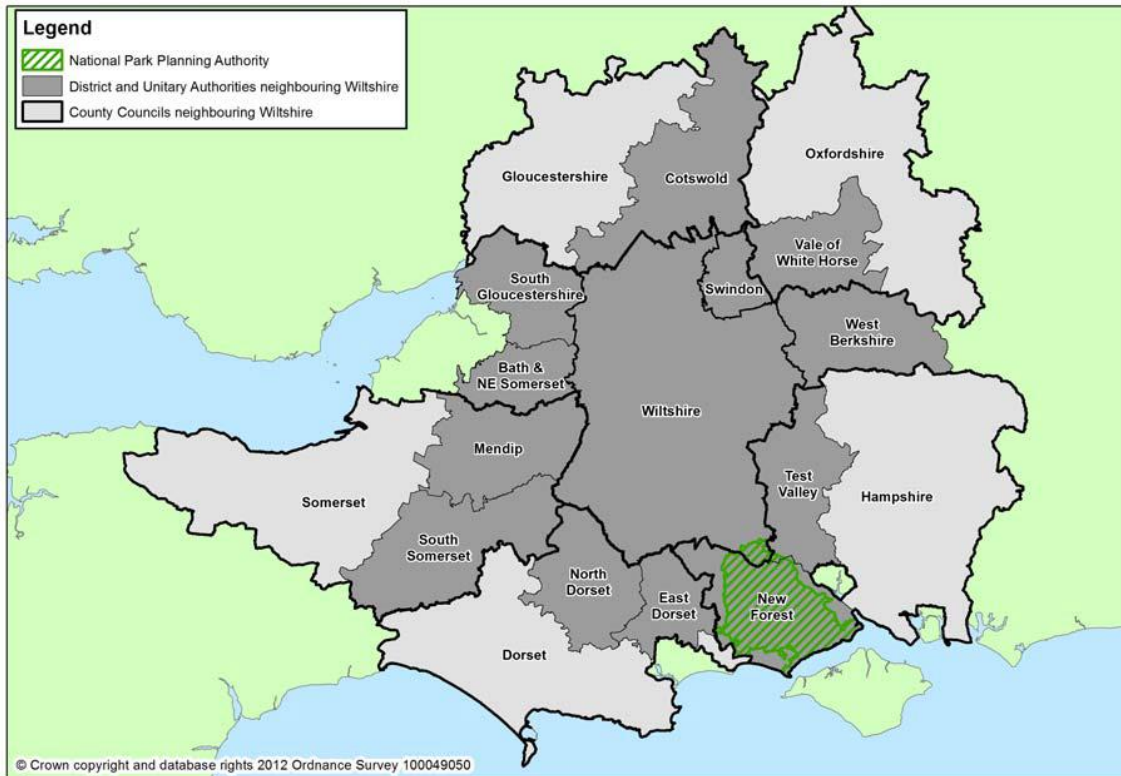 Legend
National Park Planning Authority
District and Unitary Authorities neighbouring Wiltshire
County Councils neighbouring Wiltshire
Gloucestershire
Cotswold
Oxfordshire
Vale of
White Horse
South
Gloucestershire
Swindon
West
Berkshire
Bath &
NE Somerset
Wiltshire
Mendip
Test
Valley
Hampshire
Somerset
South
Somerset
North
Dorset
East
Dorset
New
Forest
Dorset
© Crown copyright and database rights 2012 Ordnance Survey 100049050